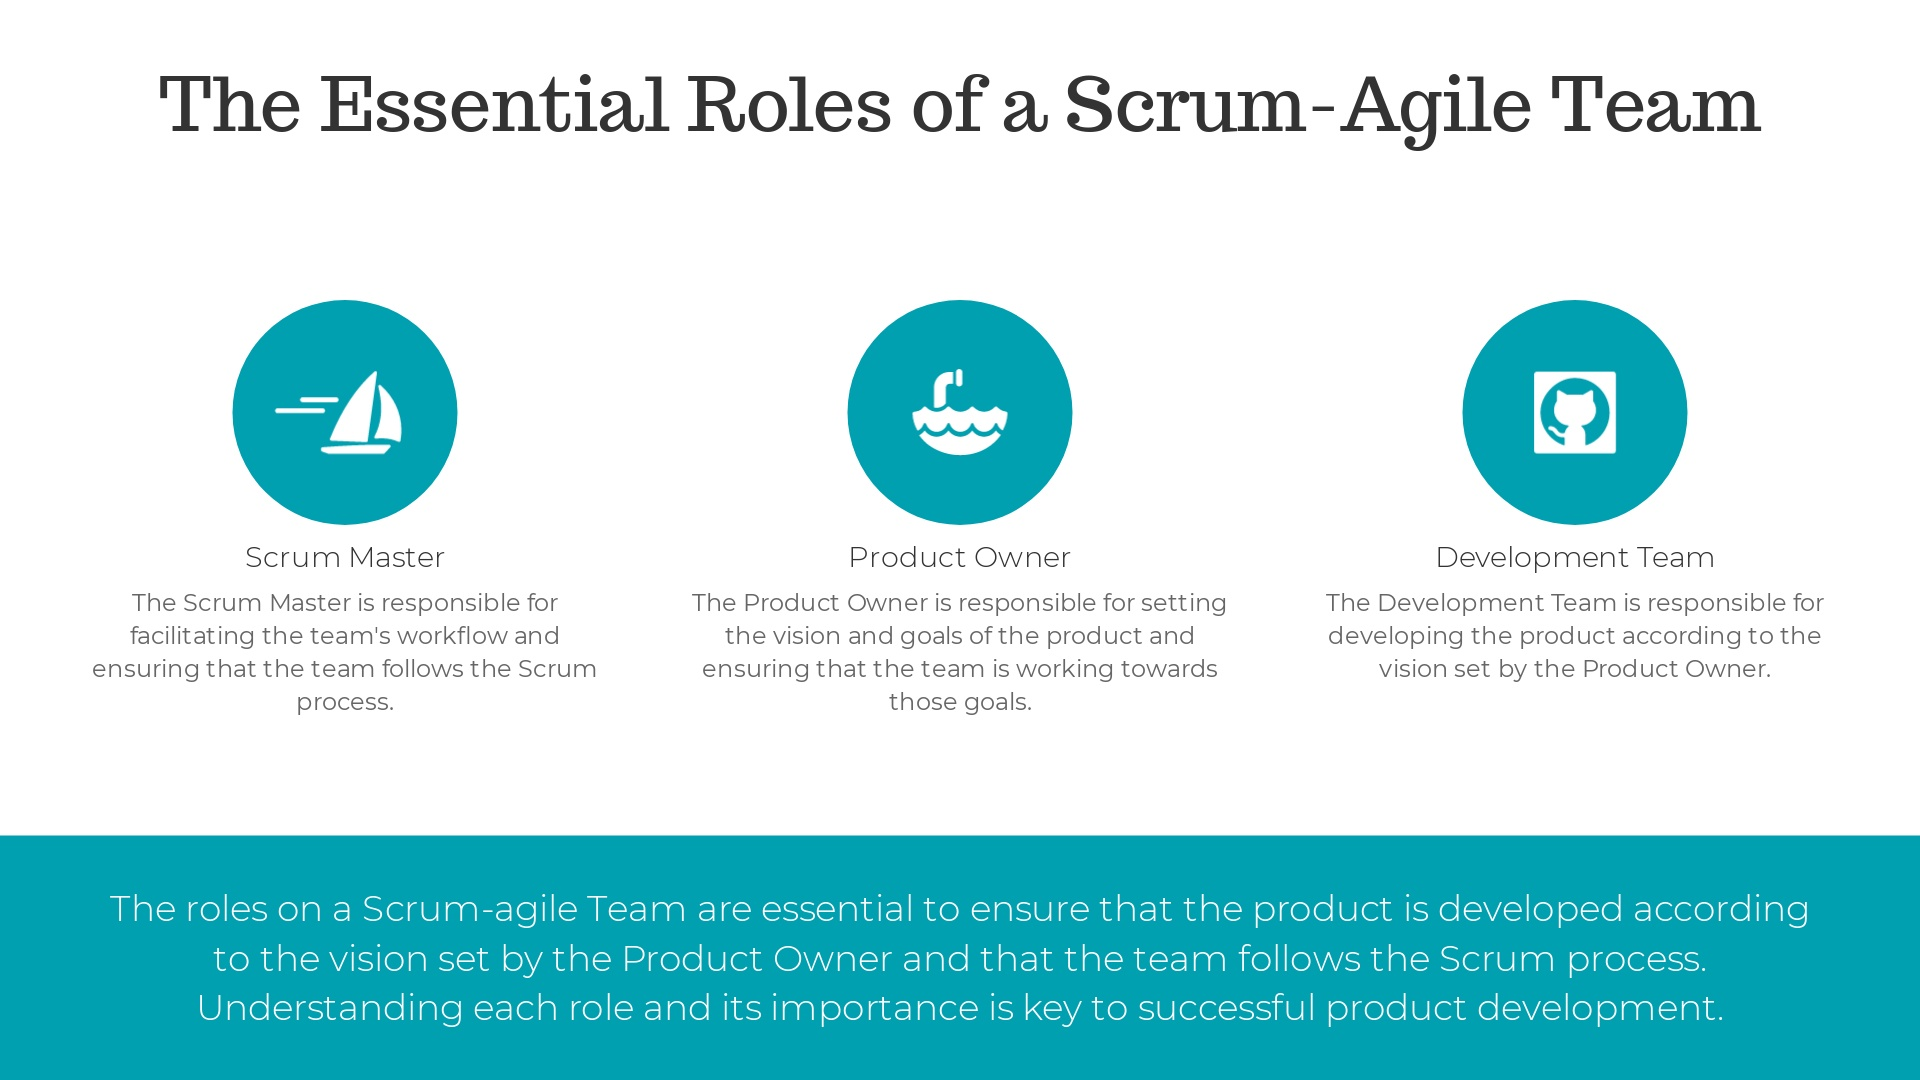 The Essential Roles of a Scrum-Agile Team
Scrum Master
The Scrum Master is responsible for
facilitating the team's workflow and
ensuring that the team follows the Scrum
process.
Product Owner
The Product Owner is responsible for setting
the vision and goals of the product and
ensuring that the team is working towards
those goals.
Development Team
The Development Team is responsible for
developing the product according to the
vision set by the Product Owner.
The roles on a Scrum-agile Team are essential to ensure that the product is developed according
to the vision set by the Product Owner and that the team follows the Scrum process.
Understanding each role and its importance is key to successful product development.